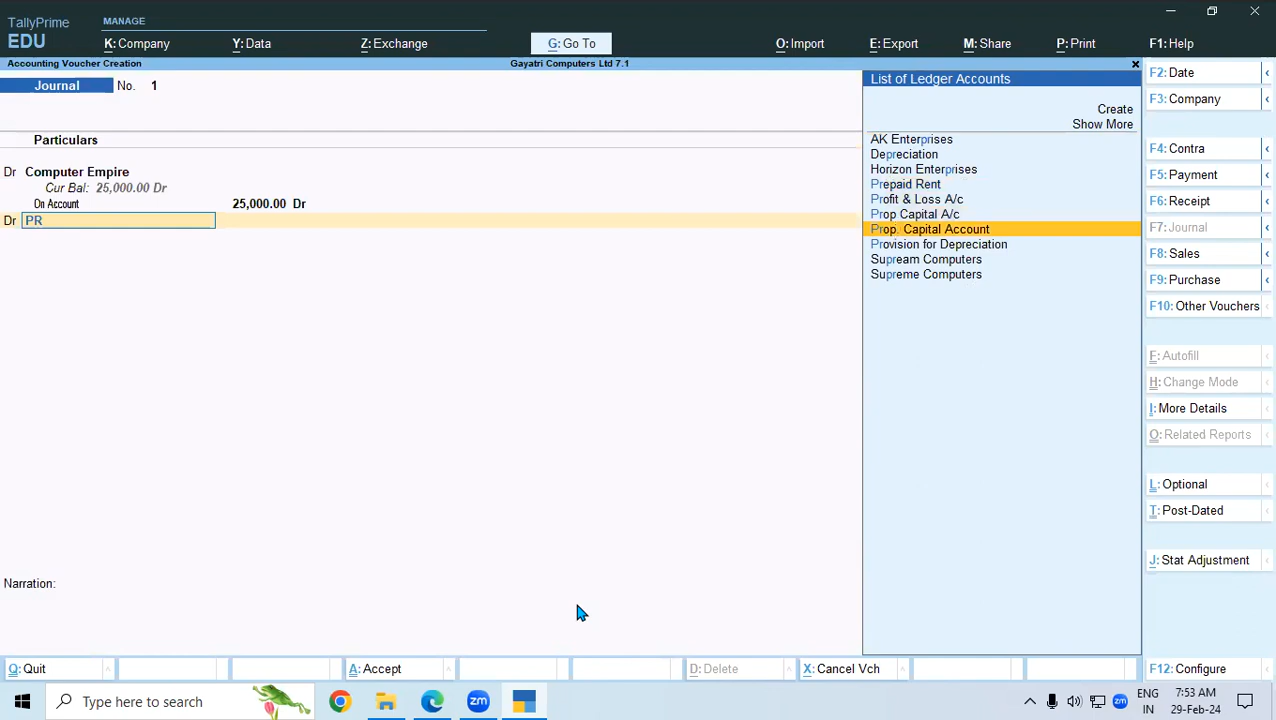 TallyPrime
EDU
MANAGE
K: Company
Y: Data
Z: Exchange
G: Go To
O: Import
E: Export
M: Share
P: Print
F1: Help
Accounting Voucher Creation
Gayatri Computers Ltd 7.1
Journal
No. 1
Particulars
Dr Computer Empire
Cur Bal: 25,000.00 Dr
On Account 25,000.00 Dr
Dr PR
Narration:
List of Ledger Accounts
Create
Show More
AK Enterprises
Depreciation
Horizon Enterprises
Prepaid Rent
Profit & Loss A/c
Prop Capital A/c
Prop. Capital Account
Provision for Depreciation
Supream Computers
Supreme Computers
F2: Date
F3: Company
F4: Contra
F5: Payment
F6: Receipt
F7: Journal
F8: Sales
F9: Purchase
F10: Other Vouchers
F: Autofill
H: Change Mode
I: More Details
O: Related Reports
L: Optional
T: Post-Dated
J: Stat Adjustment
Q: Quit
A: Accept
D: Delete
X: Cancel Vch
F12: Configure
Type here to search
ENG
IN
7:53 AM
29-Feb-24